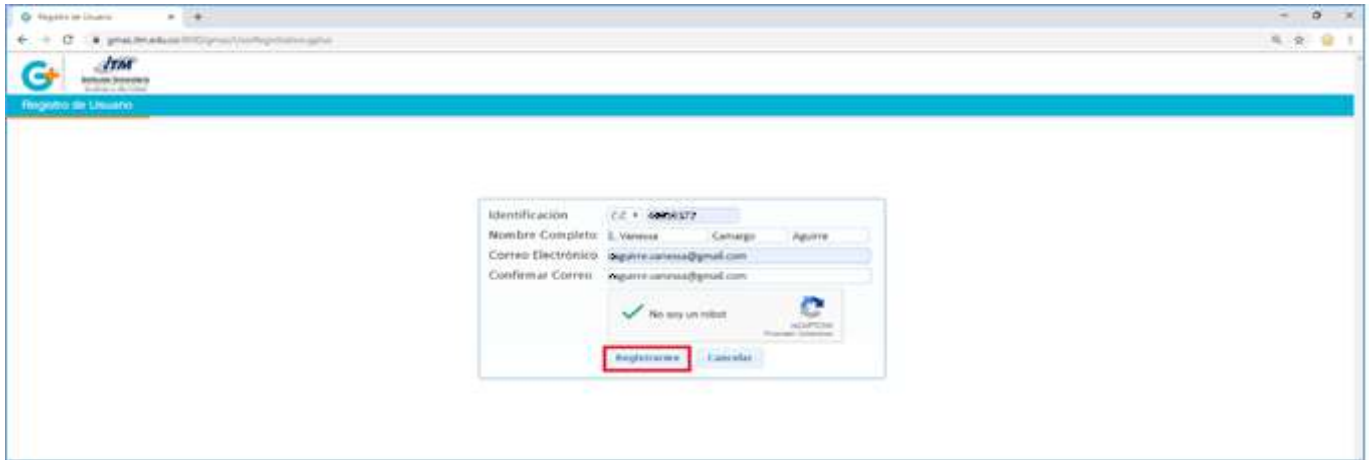 Registro de Usuario
ITM
Registro de Usuario
Identificación C.C
Nombre Completo Vanessa Camargo Aguirre
Correo Electrónico
Confirmar Correo
No soy un robot
reCAPTCHA
Registrarme Cancelar